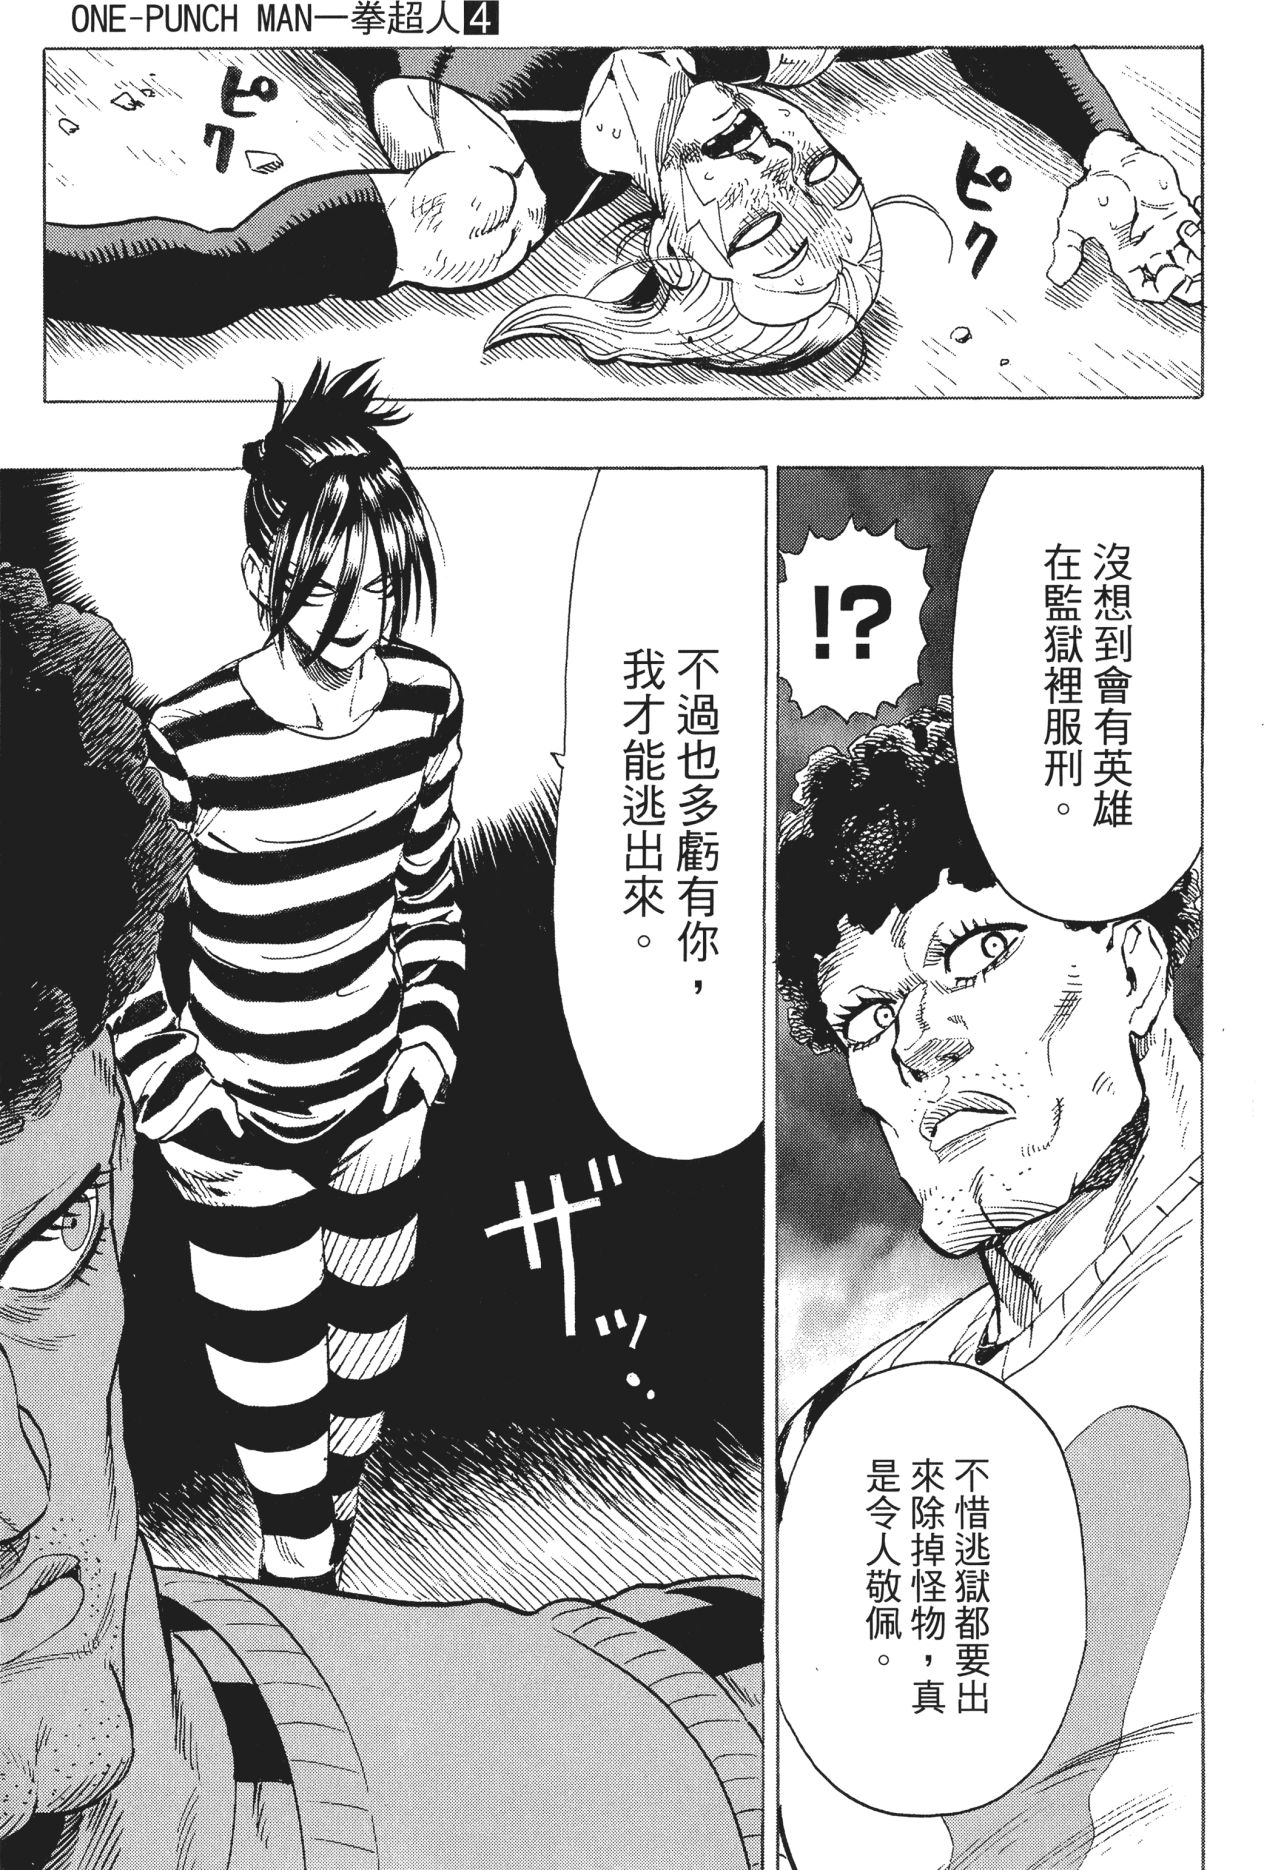 ONE-PUNCH MAN一拳超人4
ピク
ピク
沒想到會有英雄
在監獄裡服刑。
!?
不惜逃獄都要出
來除掉怪物，真
是令人敬佩。
不過也多虧有你，
我才能逃出來。
ザッ